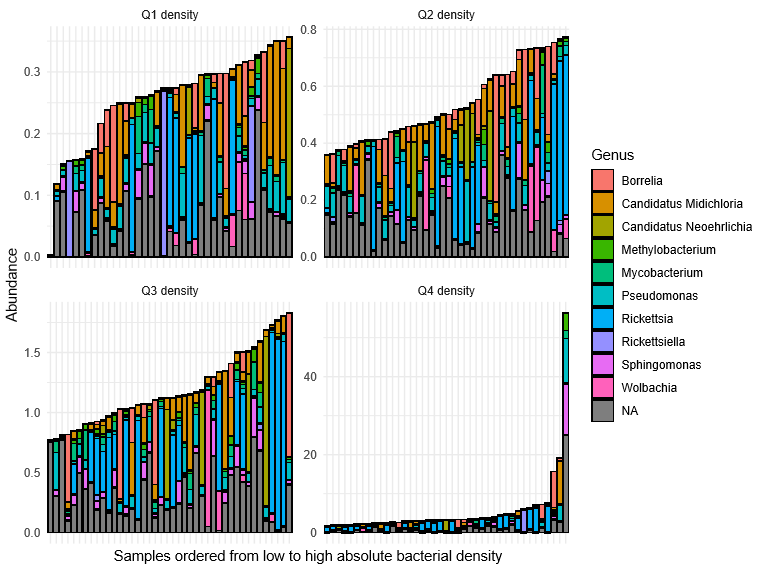 Q1 density
Q2 density
0.3
0.2
0.1
0.0
0.8
0.6
0.4
0.2
0.0
Abundance
Q3 density
Q4 density
1.5
1.0
0.5
0.0
40
20
0
Samples ordered from low to high absolute bacterial density
Genus
Borrelia
Candidatus Midichloria
Candidatus Neoehrlichia
Methylobacterium
Mycobacterium
Pseudomonas
Rickettsia
Rickettsiella
Sphingomonas
Wolbachia
NA